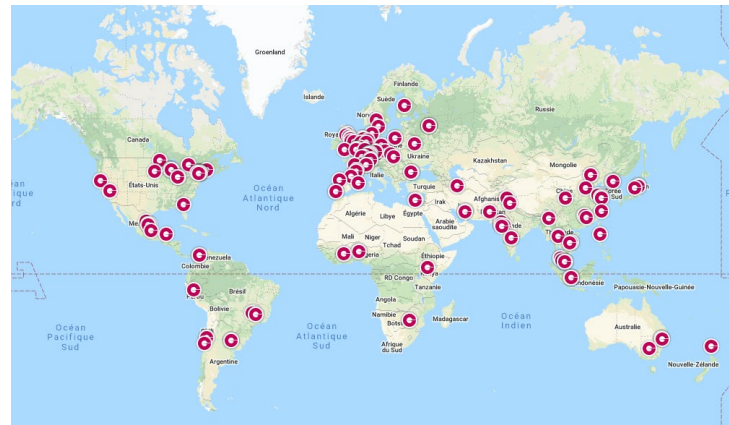 Groenland
Islande
Finlande
Suède
Russie
Canada
Ukraine
Kazakhstan
Mongolie
États-Unis
Italie
Turquie
Océan
Atlantique
Nord
Irak
Afghanis
Algérie
Libye
Égypte
Arabie
saoudite
Mali
Niger
Tchad
Soudan
Éthiopie
Colombie
RD Congo
Tanzanie
Indonésie
Papouasie-Nouvelle-Guinée
Brésil
Bolivie
Angola
Océan
Pacifique
Sud
Océan
Atlantique
Sud
Namibie
Madagascar
Océan
Indien
Australie
Afrique
du Sud
Argentine
Nouvelle-Zélande